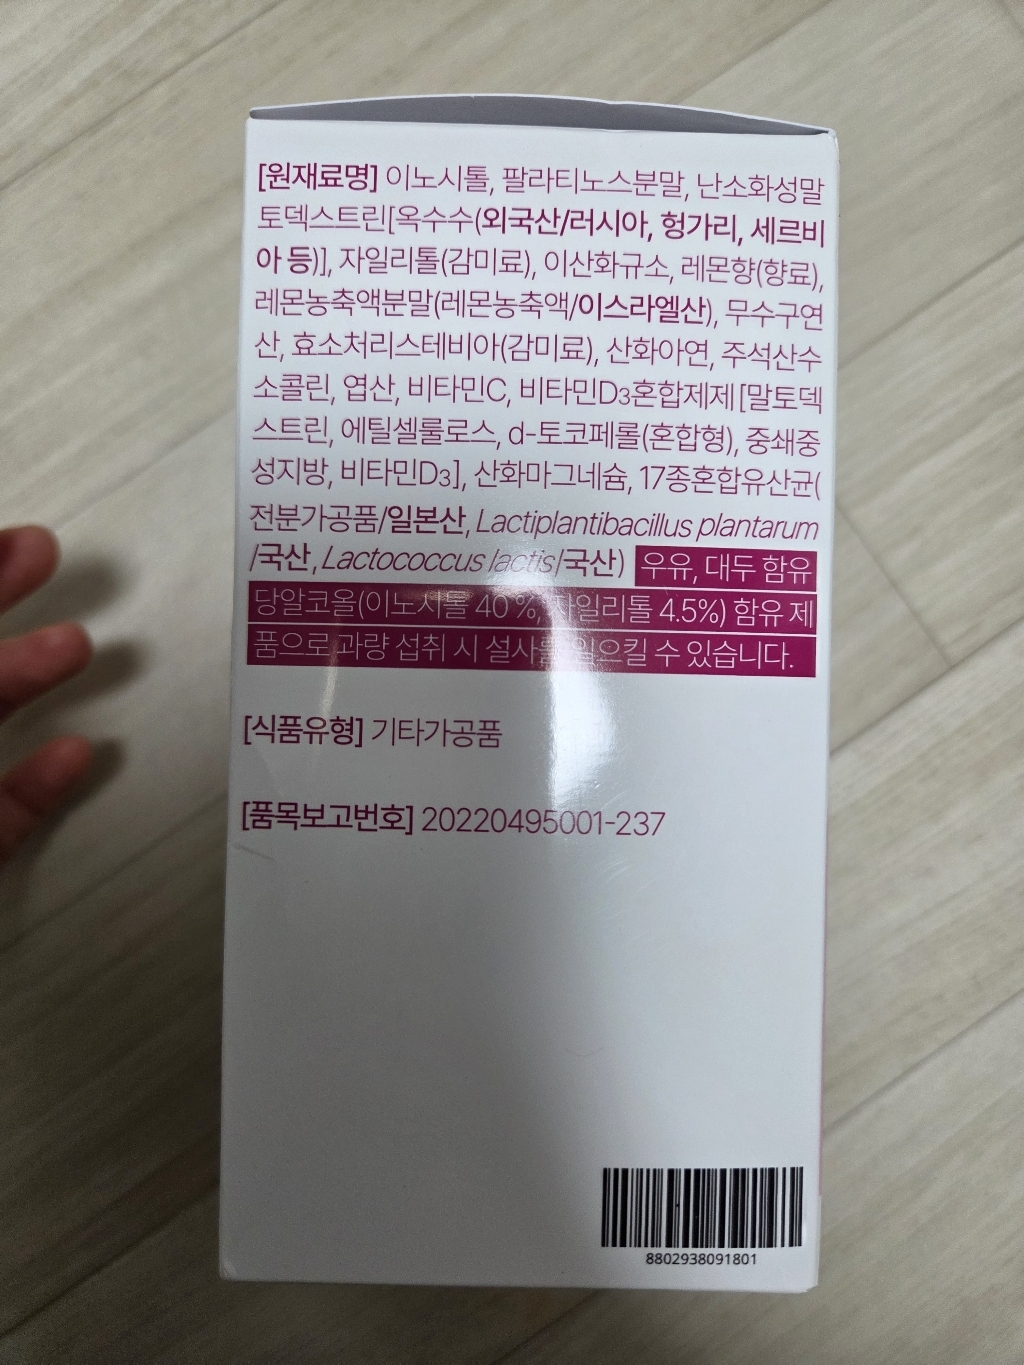 [원재료명] 이노시톨, 팔라티노스분말, 난소화성말
토덱스트린[옥수수(외국산/러시아, 헝가리, 세르비
아 등)], 자일리톨(감미료), 이산화규소, 레몬향(향료),
레몬농축액분말(레몬농축액/이스라엘산), 무수구연
산, 효소처리스테비아(감미료), 산화아연, 주석산수
소콜린, 엽산, 비타민C, 비타민D3혼합제제[말토덱
스트린, 에틸셀룰로스, d-토코페롤(혼합형), 중쇄중
성지방, 비타민D3], 산화마그네슘, 17종혼합유산균(
전분가공품/일본산, Lactiplantibacillus plantarum
/국산, Lactococcus lactis/국산) 우유, 대두 함유
당알코올(이노시톨 40 %, 자일리톨 4.5%) 함유 제
품으로 과량 섭취 시 설사를 일으킬 수 있습니다.
[식품유형] 기타가공품
[품목보고번호] 20220495001-237
8802938091801